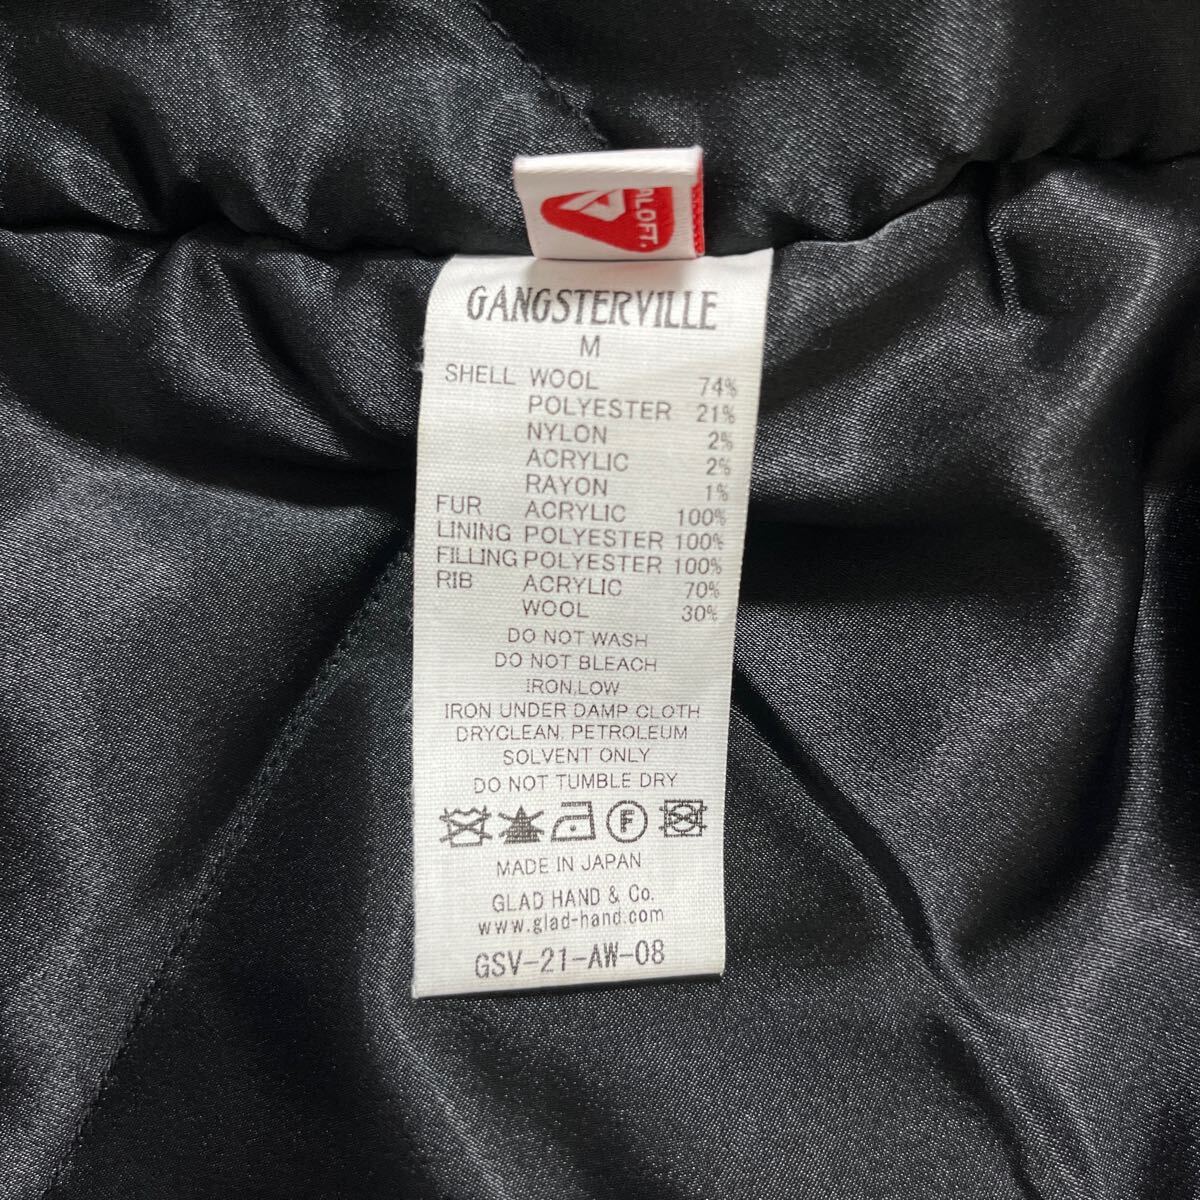 ALOFT.
GANGSTERVILLE
M
SHELL WOOL 74%
POLYESTER 21%
NYLON 2%
ACRYLIC 2%
RAYON 1%
FUR ACRYLIC 100%
LINING POLYESTER 100%
FILLING POLYESTER 100%
RIB ACRYLIC 70%
WOOL 30%
DO NOT WASH
DO NOT BLEACH
IRON,LOW
IRON UNDER DAMP CLOTH
DRYCLEAN, PETROLEUM
SOLVENT ONLY
DO NOT TUMBLE DRY
F
MADE IN JAPAN
GLAD HAND & Co.
www.glad-hand.com
GSV-21-AW-08